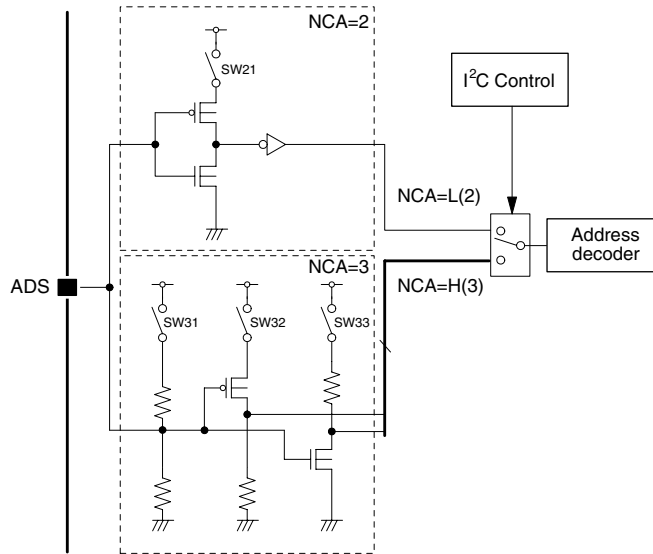 NCA=2
SW21
I²C Control
NCA=L(2)
Address
decoder
ADS
NCA=3
NCA=H(3)
SW31
SW32
SW33